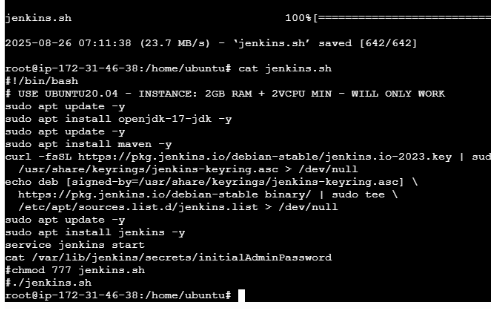 jenkins.sh 100%[===========================
2025-08-26 07:11:38 (23.7 MB/s) - ‘jenkins.sh’ saved [642/642]
root@ip-172-31-46-38:/home/ubuntu# cat jenkins.sh
#!/bin/bash
# USE UBUNTU20.04 - INSTANCE: 2GB RAM + 2VCPU MIN - WILL ONLY WORK
sudo apt update -y
sudo apt install openjdk-17-jdk -y
sudo apt update -y
sudo apt install maven -y
curl -fsSL https://pkg.jenkins.io/debian-stable/jenkins.io-2023.key | sud
  /usr/share/keyrings/jenkins-keyring.asc > /dev/null
echo deb [signed-by=/usr/share/keyrings/jenkins-keyring.asc] \
  https://pkg.jenkins.io/debian-stable binary/ | sudo tee \
  /etc/apt/sources.list.d/jenkins.list > /dev/null
sudo apt update -y
sudo apt install jenkins -y
service jenkins start
cat /var/lib/jenkins/secrets/initialAdminPassword
#chmod 777 jenkins.sh
#./jenkins.sh
root@ip-172-31-46-38:/home/ubuntu#